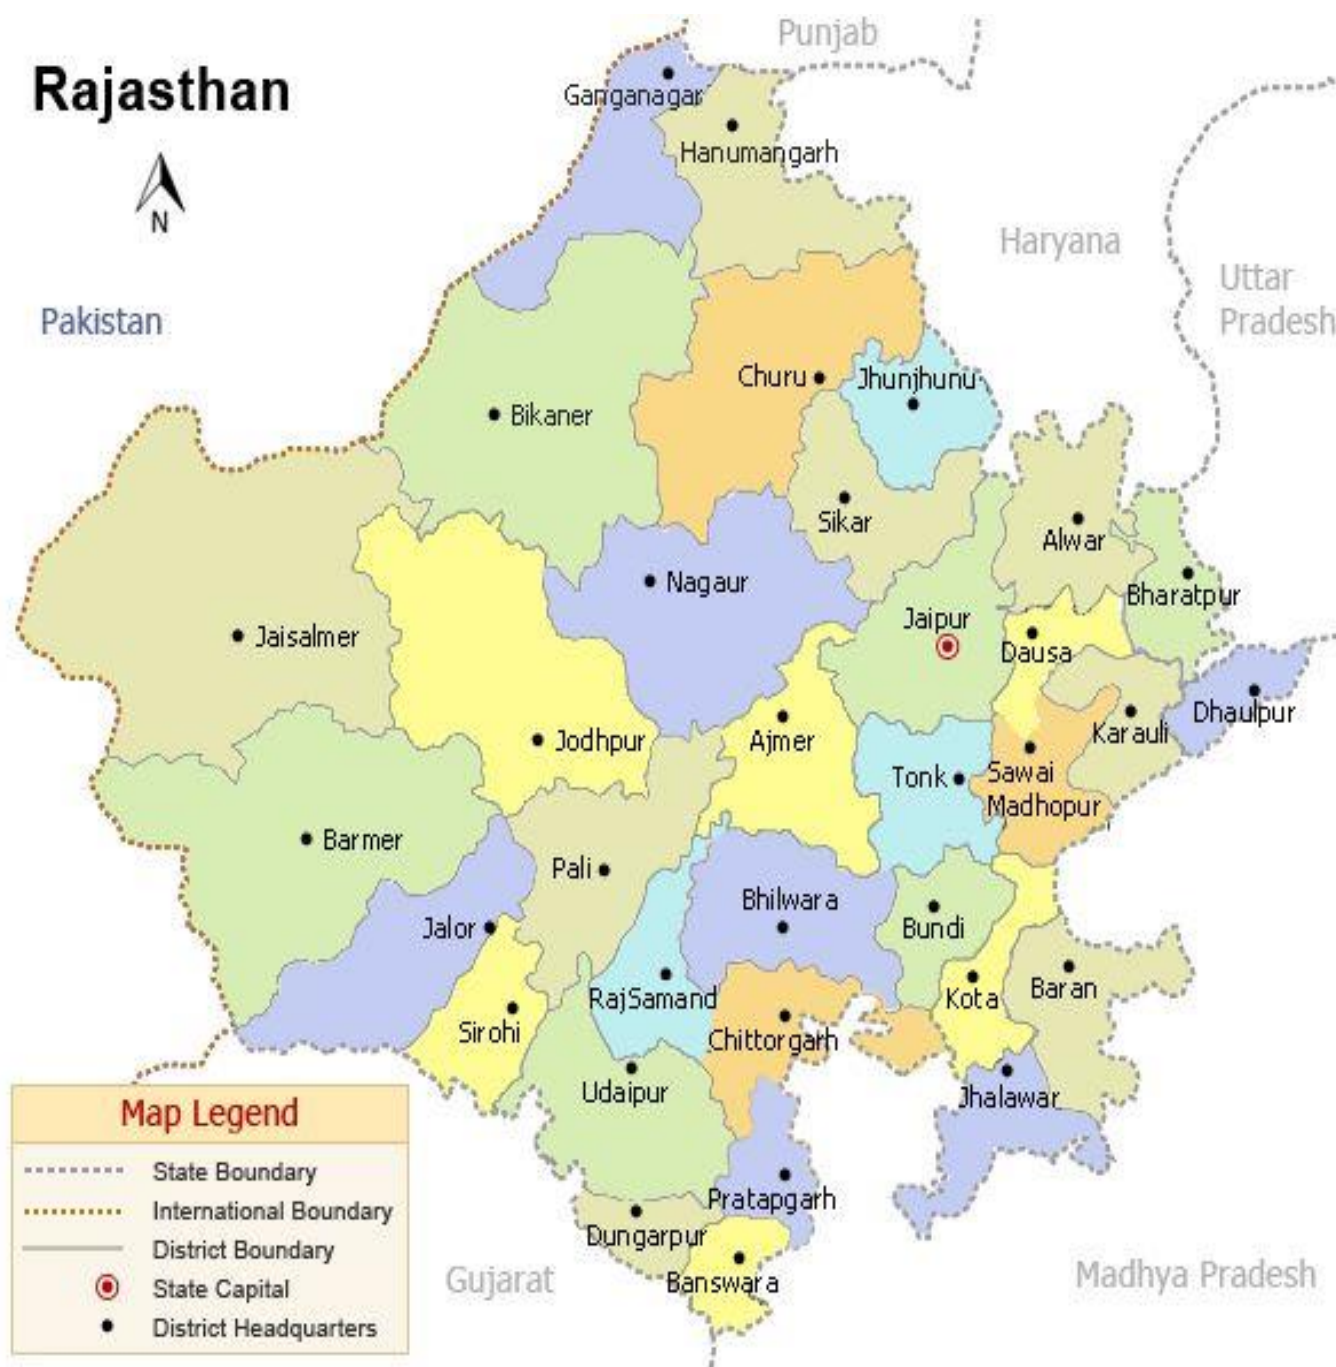 Punjab
Rajasthan
Ganganagar
Hanumangarh
N
Haryana
Uttar
Pradesh
Pakistan
Churu
Jhunjhunu
Bikaner
Sikar
Alwar
Nagaur
Bharatpur
Jaipur
Jaisalmer
Dausa
Dhaulpur
Karauli
Jodhpur
Ajmer
Sawai
Madhopur
Tonk
Barmer
Pali
Bhilwara
Jalor
Bundi
Baran
RajSamand
Kota
Sirohi
Chittorgarh
Udaipur
Jhalawar
Map Legend
State Boundary
International Boundary
District Boundary
State Capital
District Headquarters
Pratapgarh
Dungarpur
Banswara
Gujarat
Madhya Pradesh